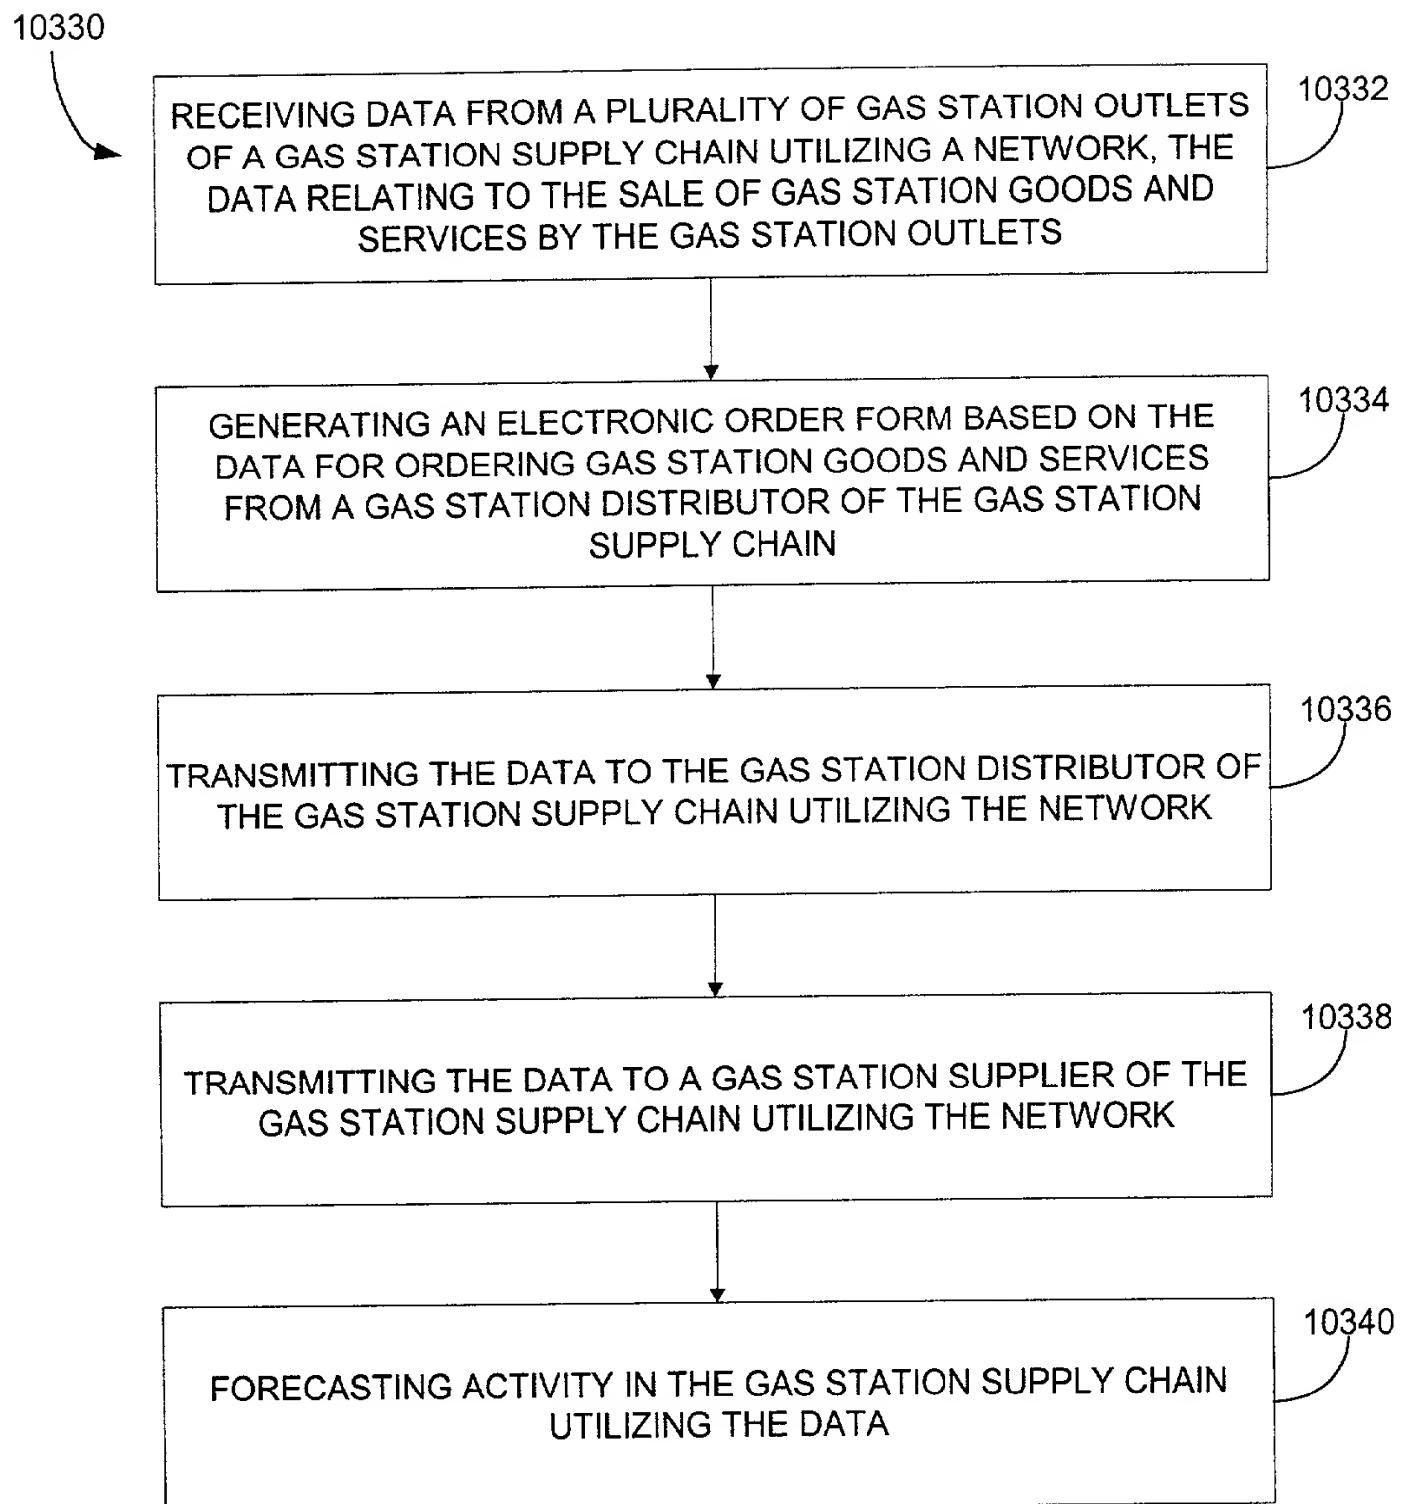 10330
10332
RECEIVING DATA FROM A PLURALITY OF GAS STATION OUTLETS
OF A GAS STATION SUPPLY CHAIN UTILIZING A NETWORK, THE
DATA RELATING TO THE SALE OF GAS STATION GOODS AND
SERVICES BY THE GAS STATION OUTLETS
10334
GENERATING AN ELECTRONIC ORDER FORM BASED ON THE
DATA FOR ORDERING GAS STATION GOODS AND SERVICES
FROM A GAS STATION DISTRIBUTOR OF THE GAS STATION
SUPPLY CHAIN
10336
TRANSMITTING THE DATA TO THE GAS STATION DISTRIBUTOR OF
THE GAS STATION SUPPLY CHAIN UTILIZING THE NETWORK
10338
TRANSMITTING THE DATA TO A GAS STATION SUPPLIER OF THE
GAS STATION SUPPLY CHAIN UTILIZING THE NETWORK
10340
FORECASTING ACTIVITY IN THE GAS STATION SUPPLY CHAIN
UTILIZING THE DATA